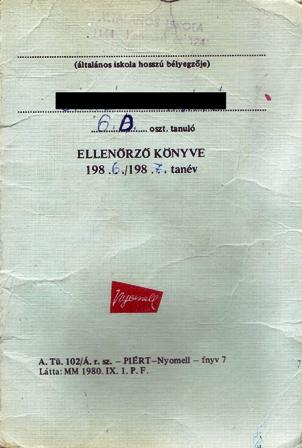 (általános iskola hosszú bélyegzője)
6. B. oszt. tanuló
ELLENŐRZŐ KÖNYVE
198 6./198 7. tanév
Nyomell
A. Tü. 102/Á. r. sz. – PIÉRT–Nyomell – fnyv 7
Látta: MM 1980. IX. 1. P. F.